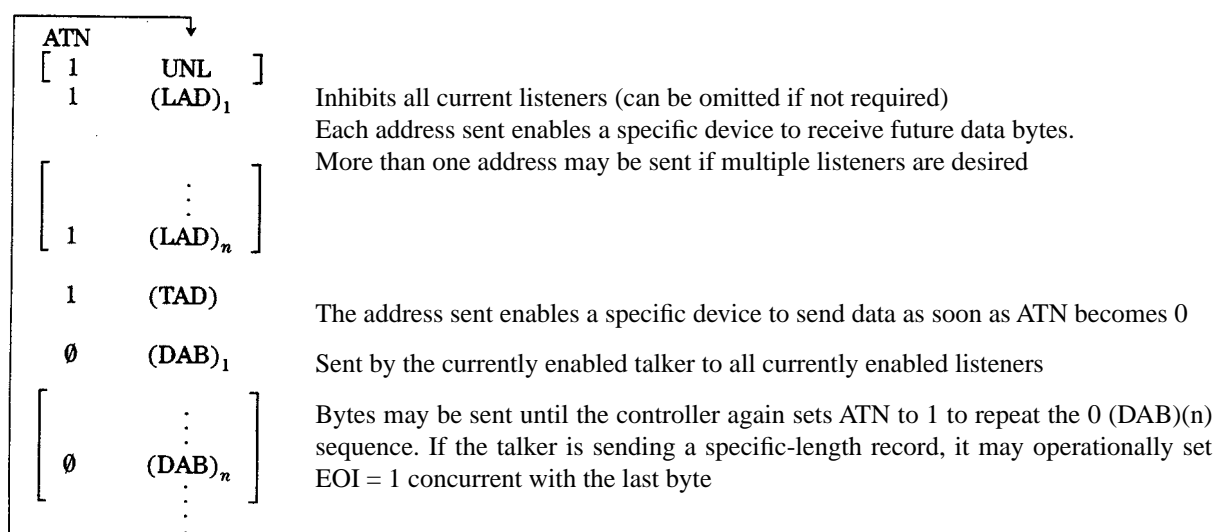 ATN
[ 1 UNL ]
1 (LAD)₁
Inhibits all current listeners (can be omitted if not required)
Each address sent enables a specific device to receive future data bytes.
More than one address may be sent if multiple listeners are desired
1 (LAD)ₙ
1 (TAD)
The address sent enables a specific device to send data as soon as ATN becomes 0
Ø (DAB)₁
Sent by the currently enabled talker to all currently enabled listeners
Bytes may be sent until the controller again sets ATN to 1 to repeat the 0 (DAB)(n)
sequence. If the talker is sending a specific-length record, it may operationally set
Ø (DAB)ₙ
EOI = 1 concurrent with the last byte